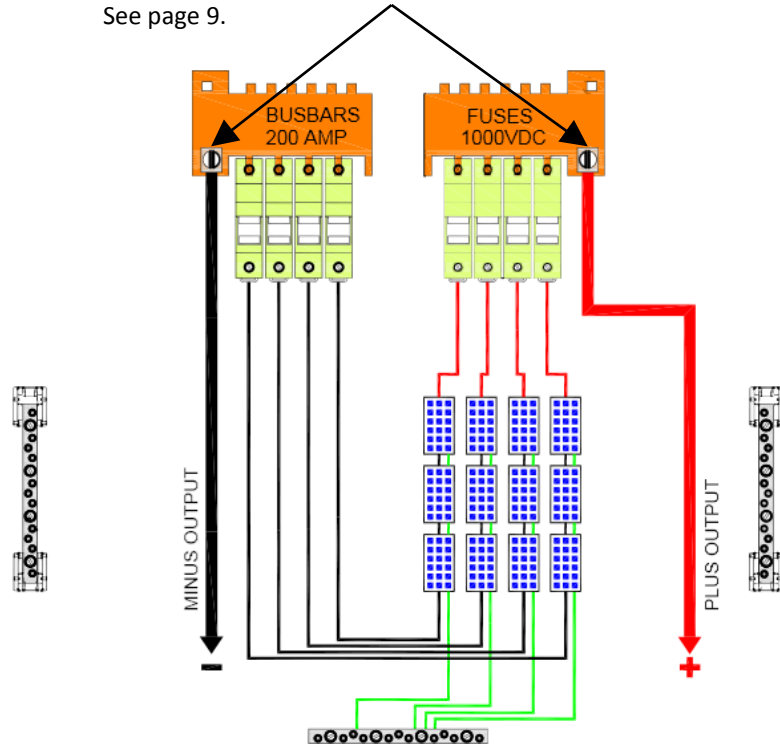 See page 9.
BUSBARS
200 AMP
FUSES
1000VDC
MINUS OUTPUT
PLUS OUTPUT
-
+